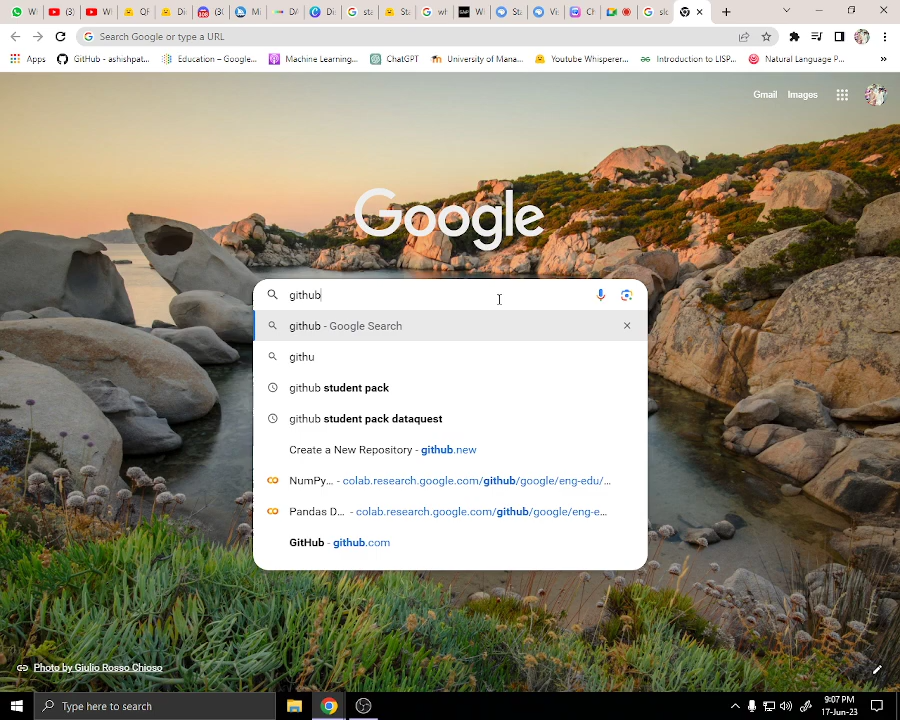 Search Google or type a URL
Apps
GitHub - ashishpat...
Education – Google...
Machine Learning...
ChatGPT
University of Mana...
Youtube Whisperer...
Introduction to LISP...
Natural Language P...
»
Gmail
Images
Google
github
github - Google Search
githu
github student pack
github student pack dataquest
Create a New Repository - github.new
NumPy... - colab.research.google.com/github/google/eng-edu/...
Pandas D... - colab.research.google.com/github/google/eng-e...
GitHub - github.com
Photo by Giulio Rosso Chioso
Type here to search
9:07 PM
17-Jun-23